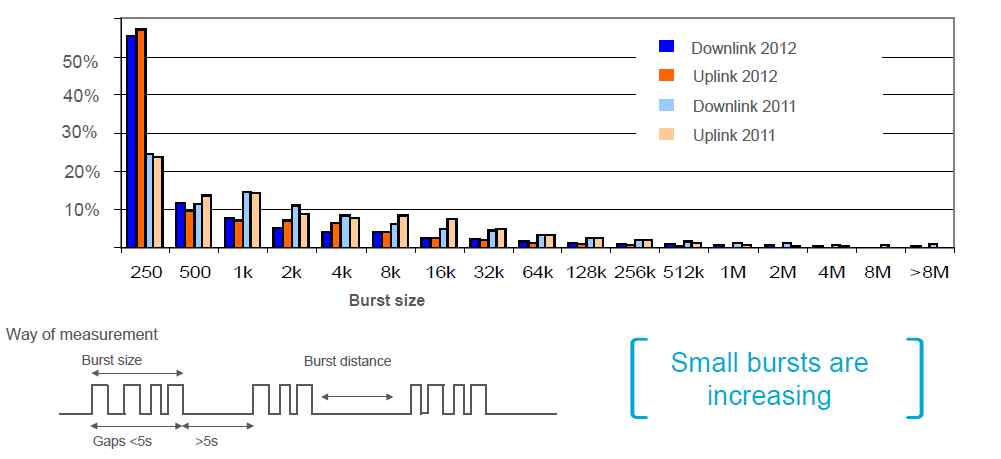 50%
40%
30%
20%
10%
Downlink 2012
Uplink 2012
Downlink 2011
Uplink 2011
250 500 1k 2k 4k 8k 16k 32k 64k 128k 256k 512k 1M 2M 4M 8M >8M
Burst size
Way of measurement
Burst size
Burst distance
Gaps <5s
>5s
Small bursts are
increasing